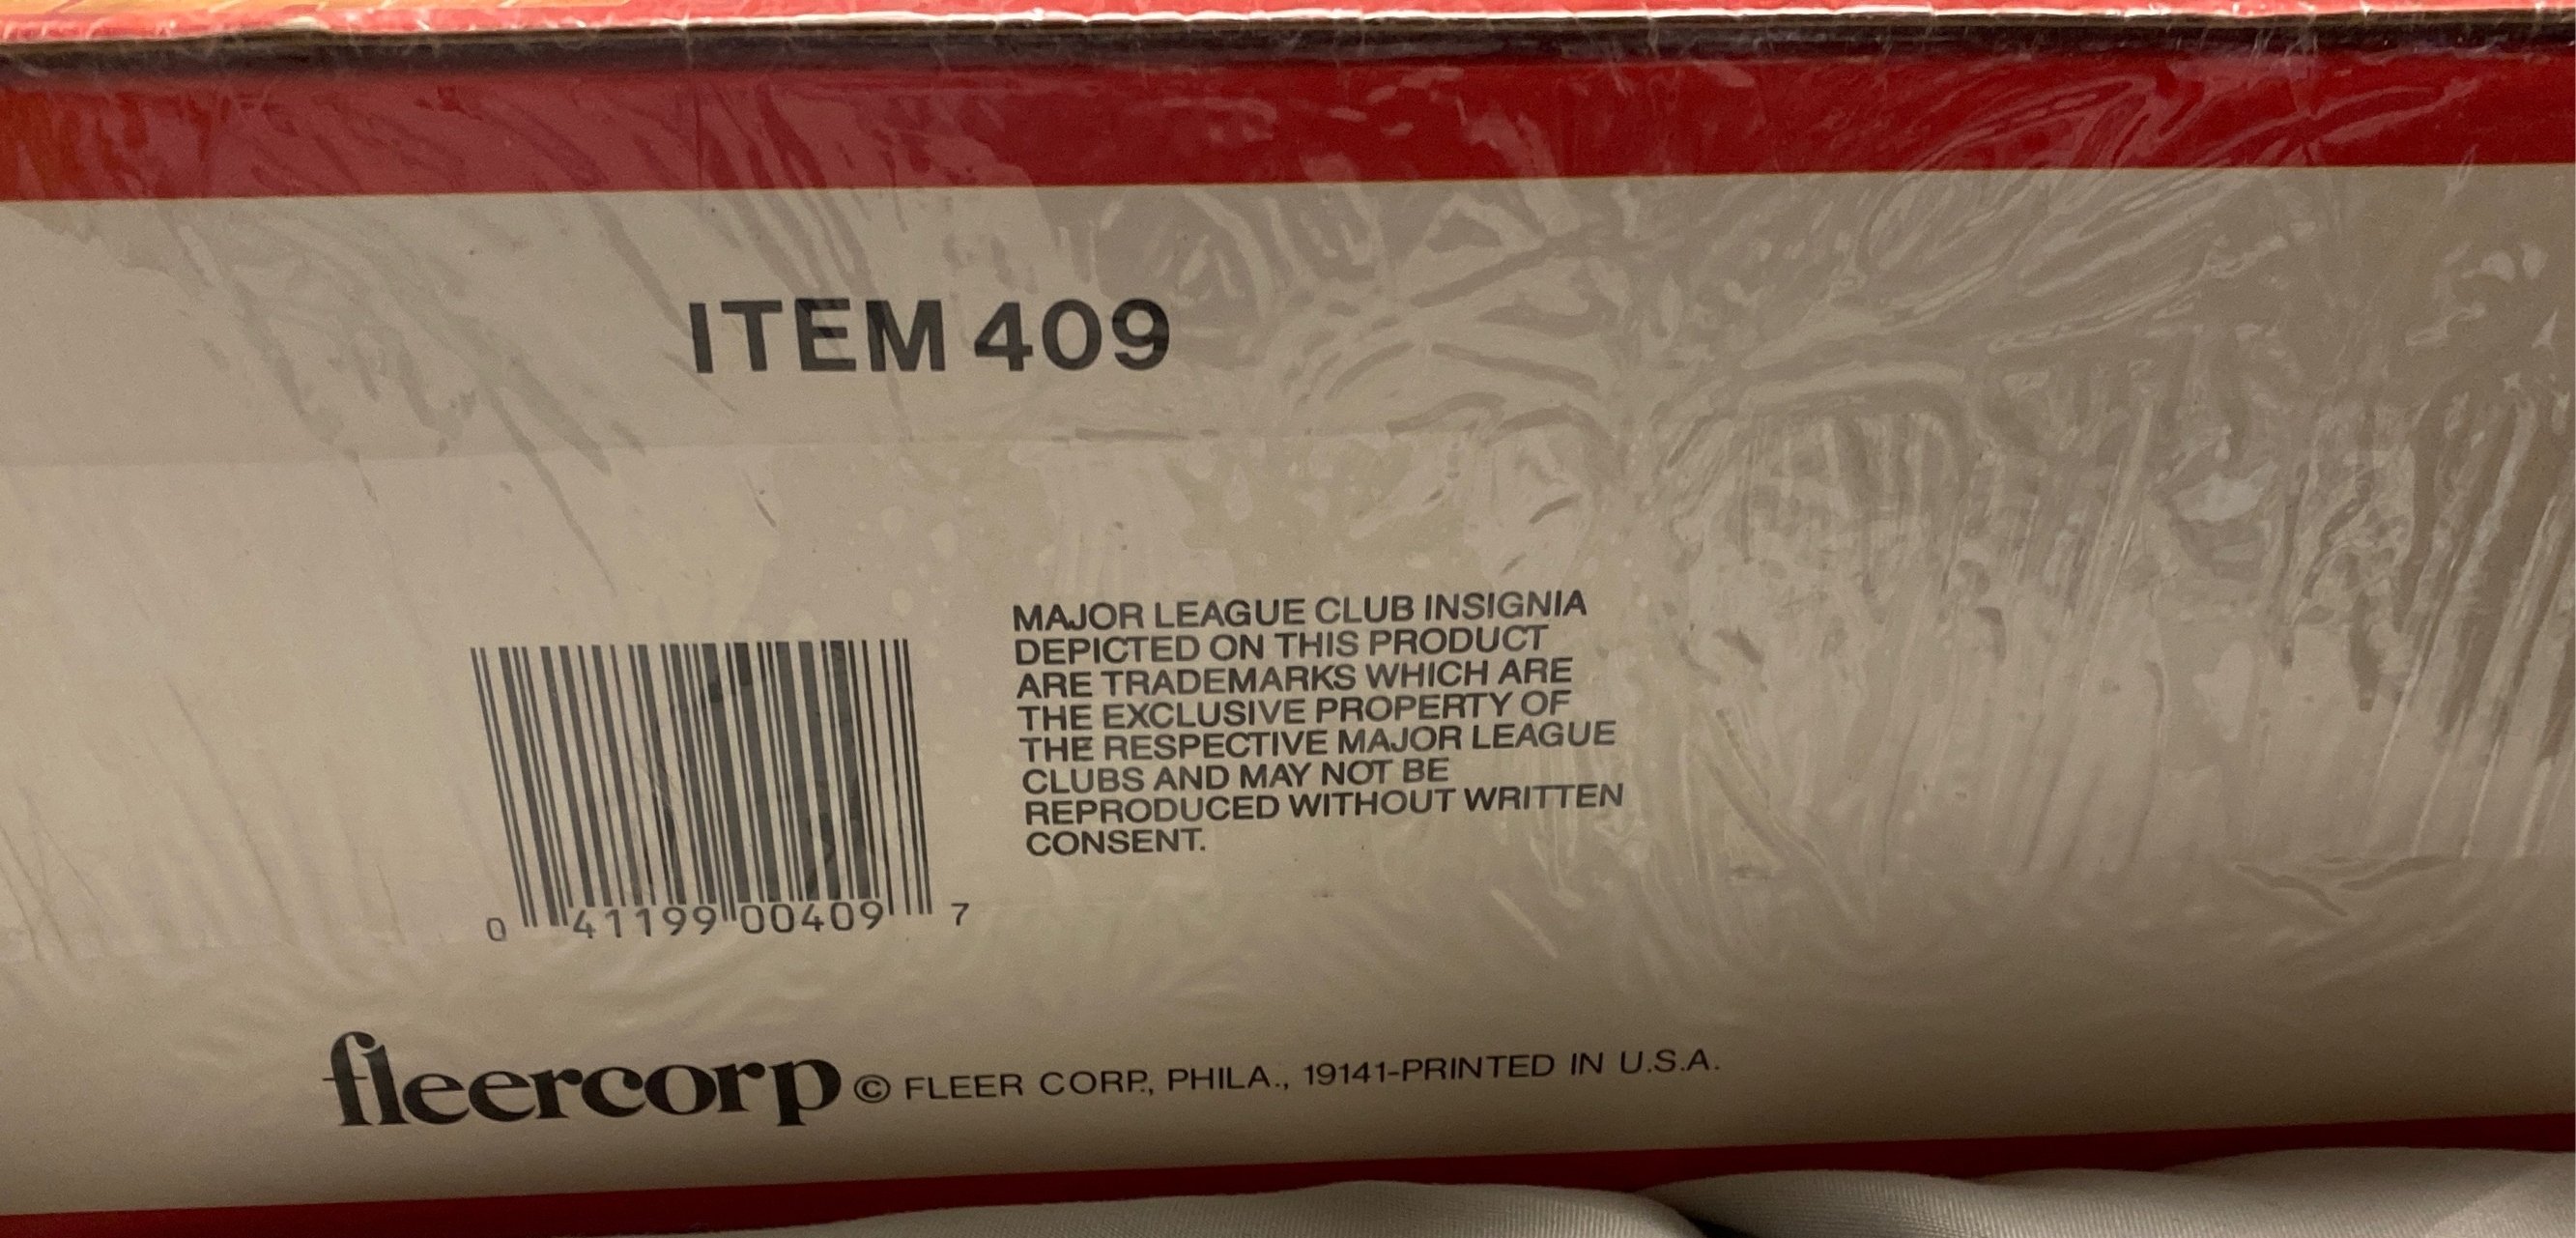 ITEM 409
MAJOR LEAGUE CLUB INSIGNIA
DEPICTED ON THIS PRODUCT
ARE TRADEMARKS WHICH ARE
THE EXCLUSIVE PROPERTY OF
THE RESPECTIVE MAJOR LEAGUE
CLUBS AND MAY NOT BE
REPRODUCED WITHOUT WRITTEN
CONSENT.
0 41199 00409 7
fleercorp © FLEER CORP., PHILA., 19141-PRINTED IN U.S.A.